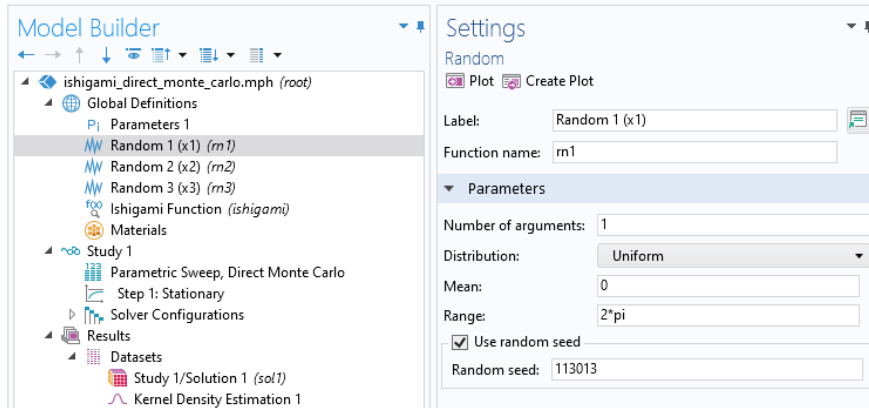 Model Builder
ishigami_direct_monte_carlo.mph (root)
Global Definitions
Pi Parameters 1
Random 1 (x1) (rn1)
Random 2 (x2) (rn2)
Random 3 (x3) (rn3)
f(x) Ishigami Function (ishigami)
Materials
Study 1
123 Parametric Sweep, Direct Monte Carlo
Step 1: Stationary
Solver Configurations
Results
Datasets
Study 1/Solution 1 (sol1)
Kernel Density Estimation 1
Settings
Random
Plot Create Plot
Label: Random 1 (x1)
Function name: rn1
Parameters
Number of arguments: 1
Distribution: Uniform
Mean: 0
Range: 2*pi
Use random seed
Random seed: 113013